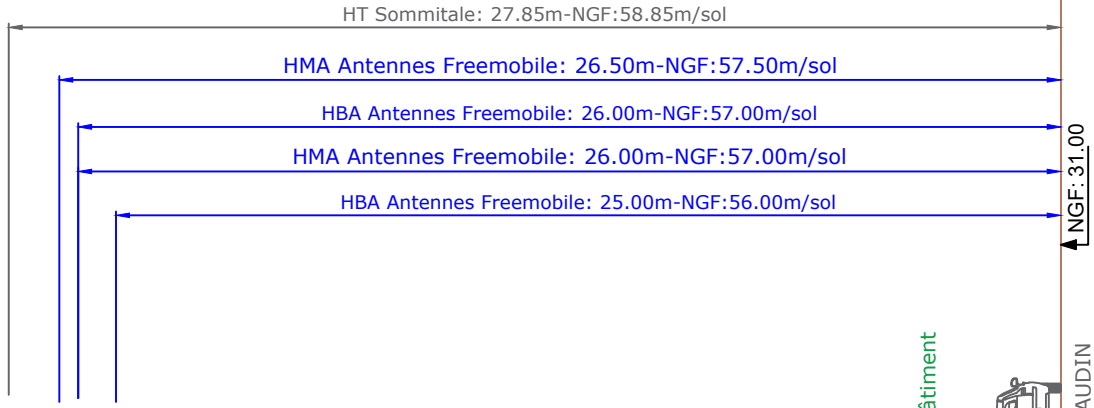 HT Sommitale: 27.85m-NGF:58.85m/sol
HMA Antennes Freemobile: 26.50m-NGF:57.50m/sol
HBA Antennes Freemobile: 26.00m-NGF:57.00m/sol
HMA Antennes Freemobile: 26.00m-NGF:57.00m/sol
HBA Antennes Freemobile: 25.00m-NGF:56.00m/sol
NGF: 31.00
âtiment
AUDIN